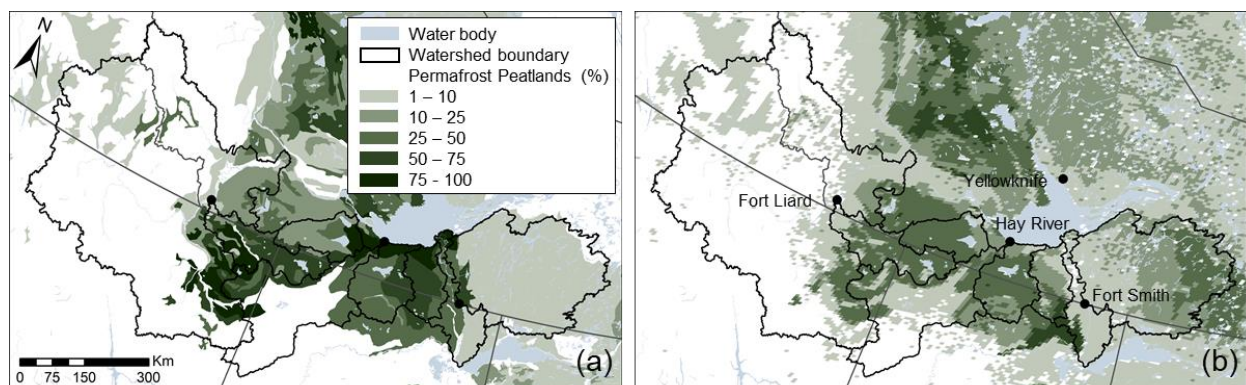 N
Water body
Watershed boundary
Permafrost Peatlands (%)
1 – 10
10 – 25
25 – 50
50 – 75
75 - 100
0 75 150 300
Km
(a)
Yellowknife
Fort Liard
Hay River
Fort Smith
(b)